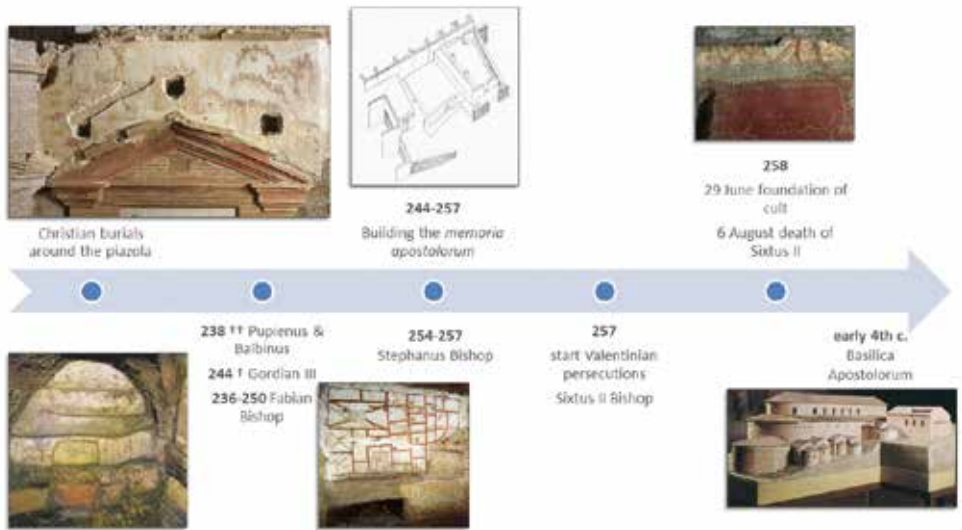 Christian burials
around the piazola
244-257
Building the memoria
apostolorum
258
29 June foundation of
cult
6 August death of
Sixtus II
238 †† Pupienus &
Balbinus
244 † Gordian III
236-250 Fabian
Bishop
254-257
Stephanus Bishop
257
start Valentinian
persecutions
Sixtus II Bishop
early 4th c.
Basilica
Apostolorum